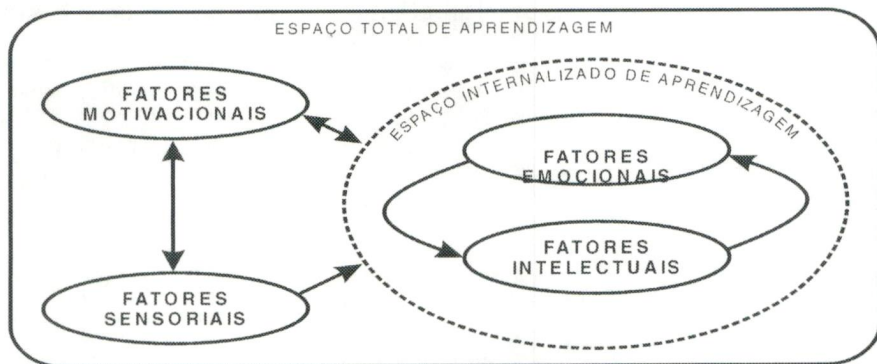 ESPAÇO TOTAL DE APRENDIZAGEM
FATORES
MOTIVACIONAIS
ESPAÇO INTERNALIZADO DE APRENDIZAGEM
FATORES
EMOCIONAIS
FATORES
INTELECTUAIS
FATORES
SENSORIAIS